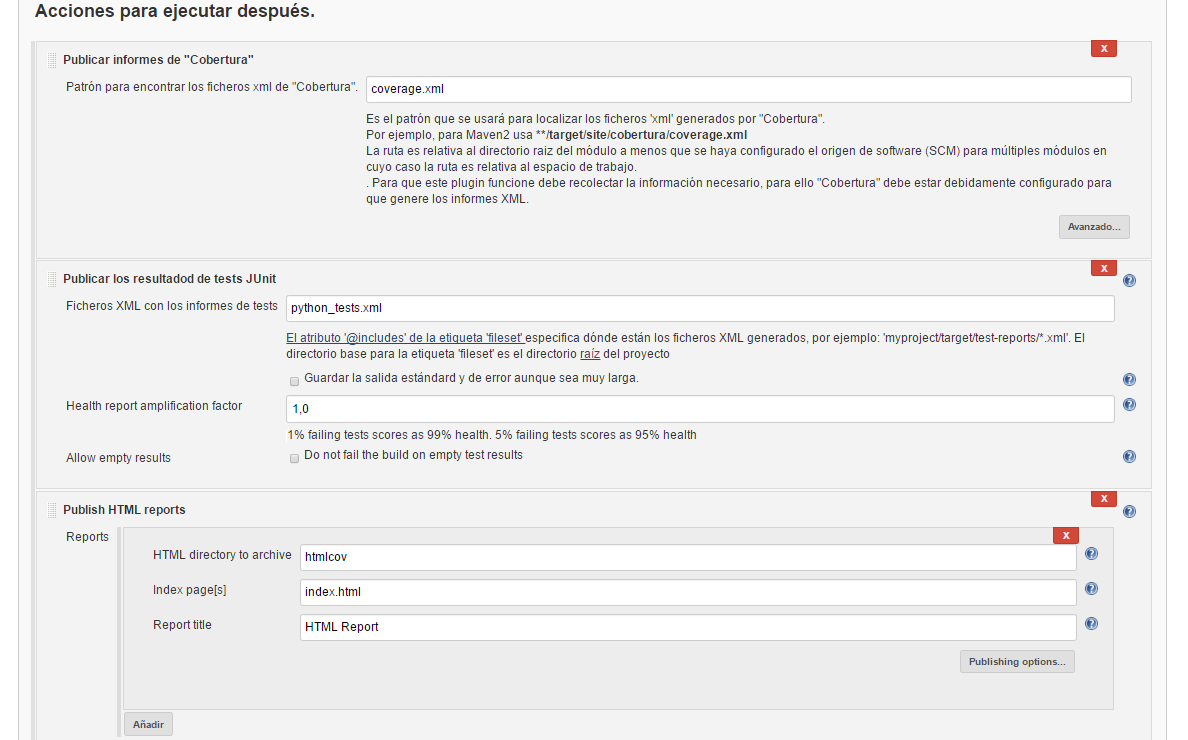 Acciones para ejecutar después.
x
Publicar informes de "Cobertura"
Patrón para encontrar los ficheros xml de "Cobertura".
coverage.xml
Es el patrón que se usará para localizar los ficheros 'xml' generados por "Cobertura".
Por ejemplo, para Maven2 usa **/target/site/cobertura/coverage.xml
La ruta es relativa al directorio raiz del módulo a menos que se haya configurado el origen de software (SCM) para múltiples módulos en
cuyo caso la ruta es relativa al espacio de trabajo.
. Para que este plugin funcione debe recolectar la información necesario, para ello "Cobertura" debe estar debidamente configurado para
que genere los informes XML.
Avanzado...
x
Publicar los resultadod de tests JUnit
?
Ficheros XML con los informes de tests
python_tests.xml
El atributo '@includes' de la etiqueta 'fileset' especifica dónde están los ficheros XML generados, por ejemplo: 'myproject/target/test-reports/*.xml'. El
directorio base para la etiqueta 'fileset' es el directorio raíz del proyecto
Guardar la salida estándard y de error aunque sea muy larga.
?
Health report amplification factor
1,0
?
1% failing tests scores as 99% health. 5% failing tests scores as 95% health
Allow empty results
Do not fail the build on empty test results
?
x
Publish HTML reports
?
Reports
x
HTML directory to archive
htmlcov
?
Index page[s]
index.html
?
Report title
HTML Report
?
Publishing options...
Añadir